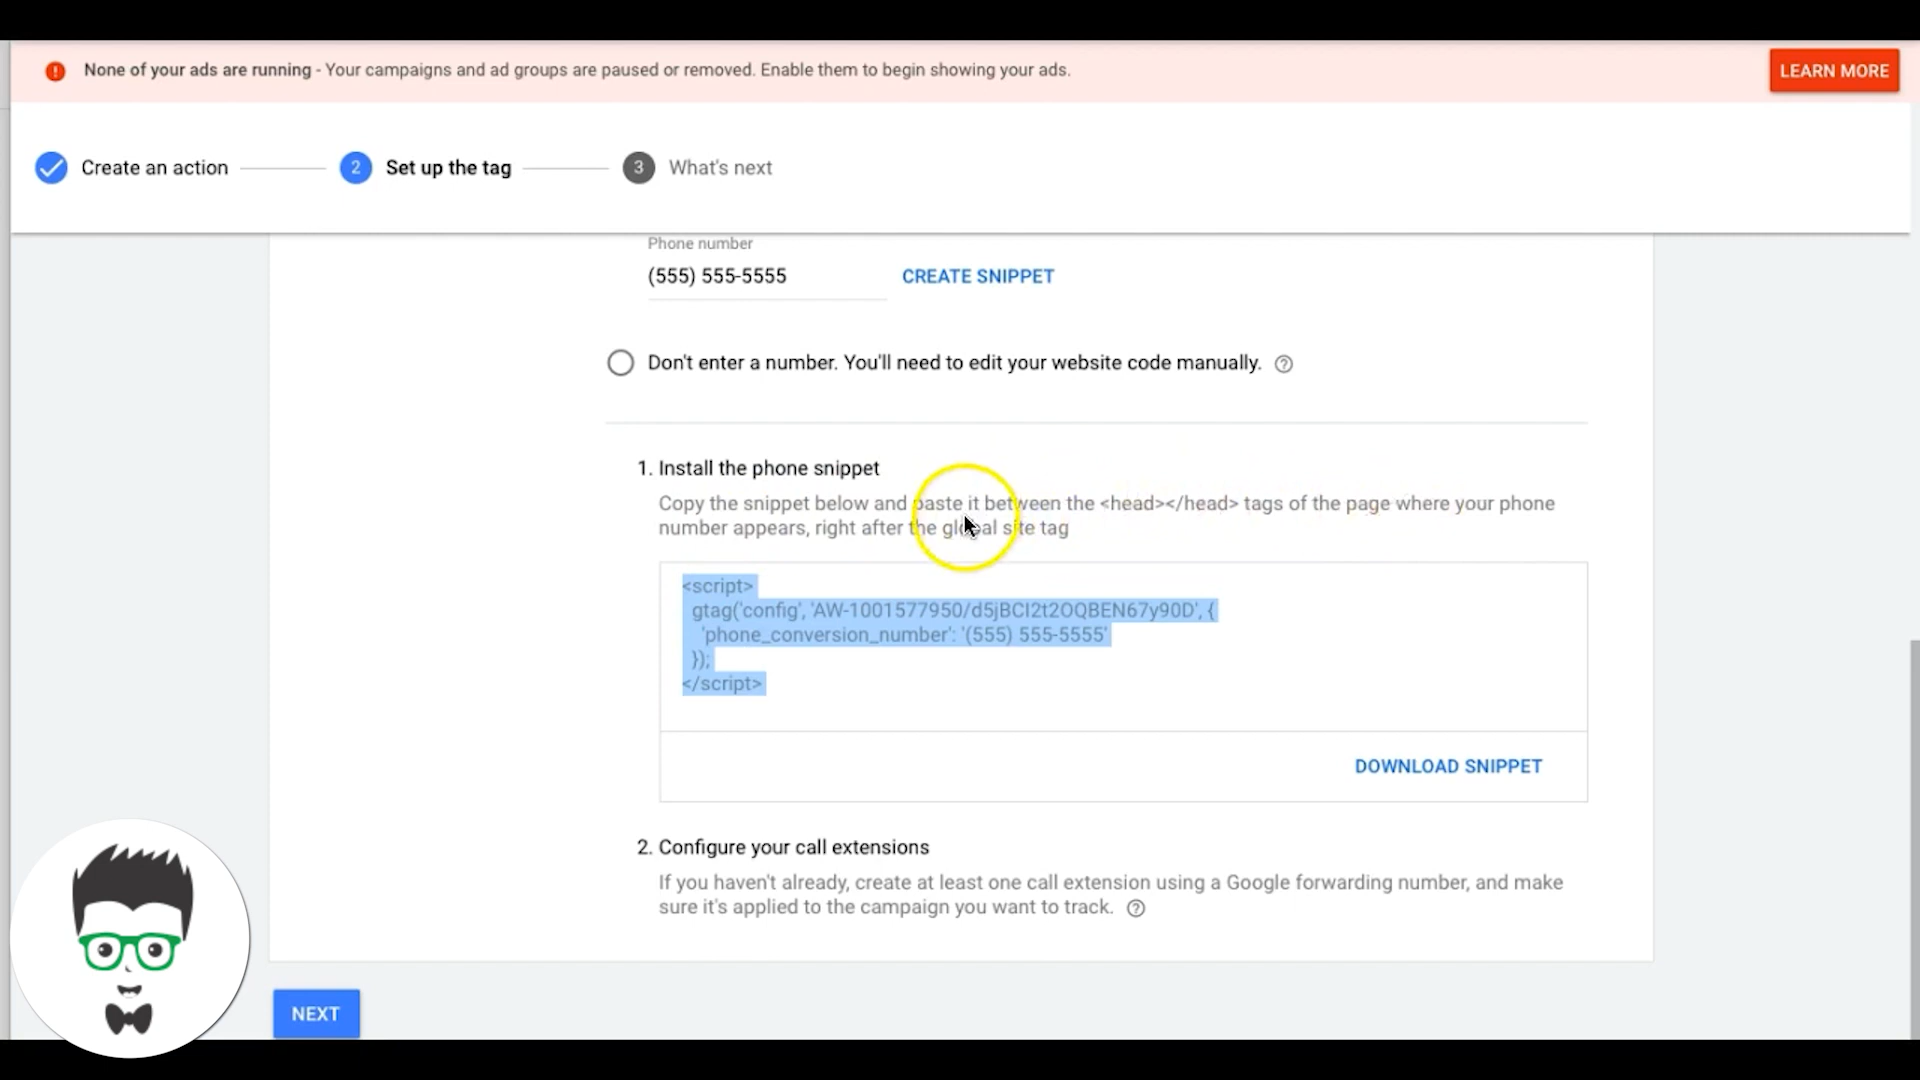 None of your ads are running - Your campaigns and ad groups are paused or removed. Enable them to begin showing your ads.
LEARN MORE
Create an action
2 Set up the tag
3 What's next
Phone number
(555) 555-5555
CREATE SNIPPET
Don't enter a number. You'll need to edit your website code manually.
1. Install the phone snippet
Copy the snippet below and paste it between the <head></head> tags of the page where your phone
number appears, right after the global site tag
<script>
gtag('config', 'AW-1001577950/d5jBCI2t2OQBEN67y90D', {
'phone_conversion_number': '(555) 555-5555'
});
</script>
DOWNLOAD SNIPPET
2. Configure your call extensions
If you haven't already, create at least one call extension using a Google forwarding number, and make
sure it's applied to the campaign you want to track.
NEXT